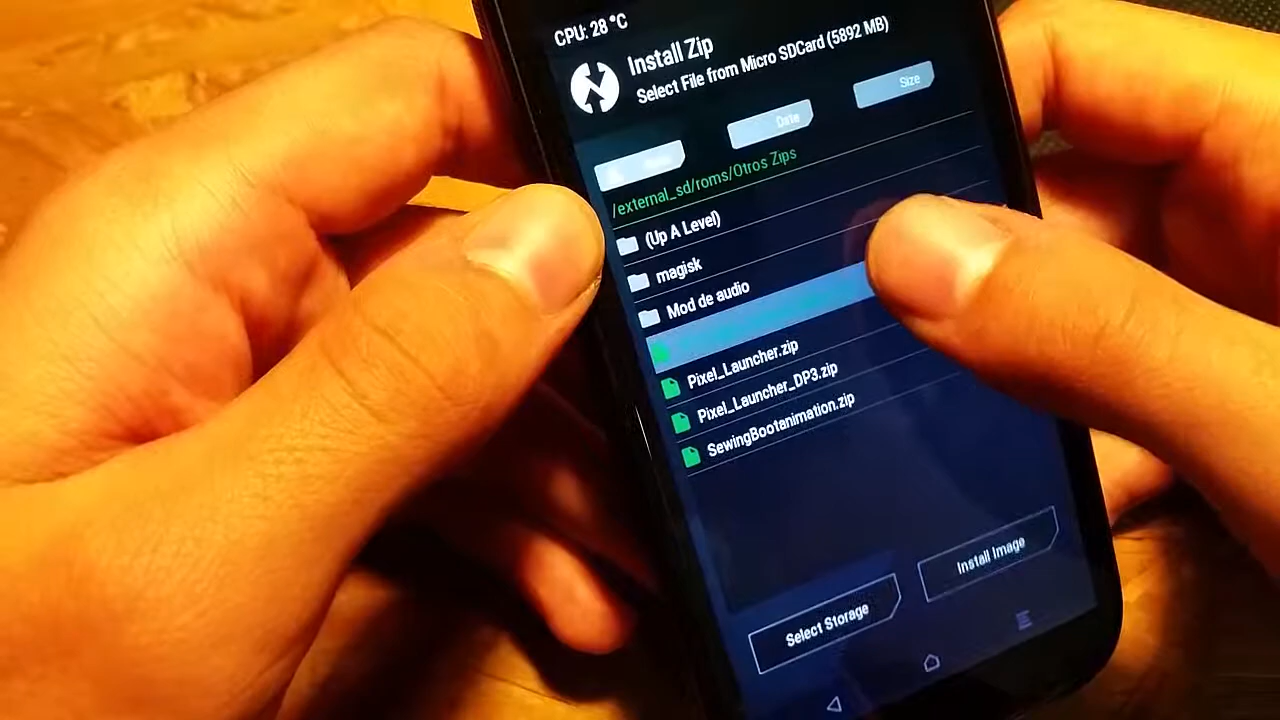 CPU: 28 °C
Install Zip
Select File from Micro SDCard (5892 MB)
Date
Size
/external_sd/roms/Otros Zips
(Up A Level)
magisk
Mod de audio
Pixel_Launcher.zip
Pixel_Launcher_DP3.zip
SewingBootanimation.zip
Select Storage
Install Image